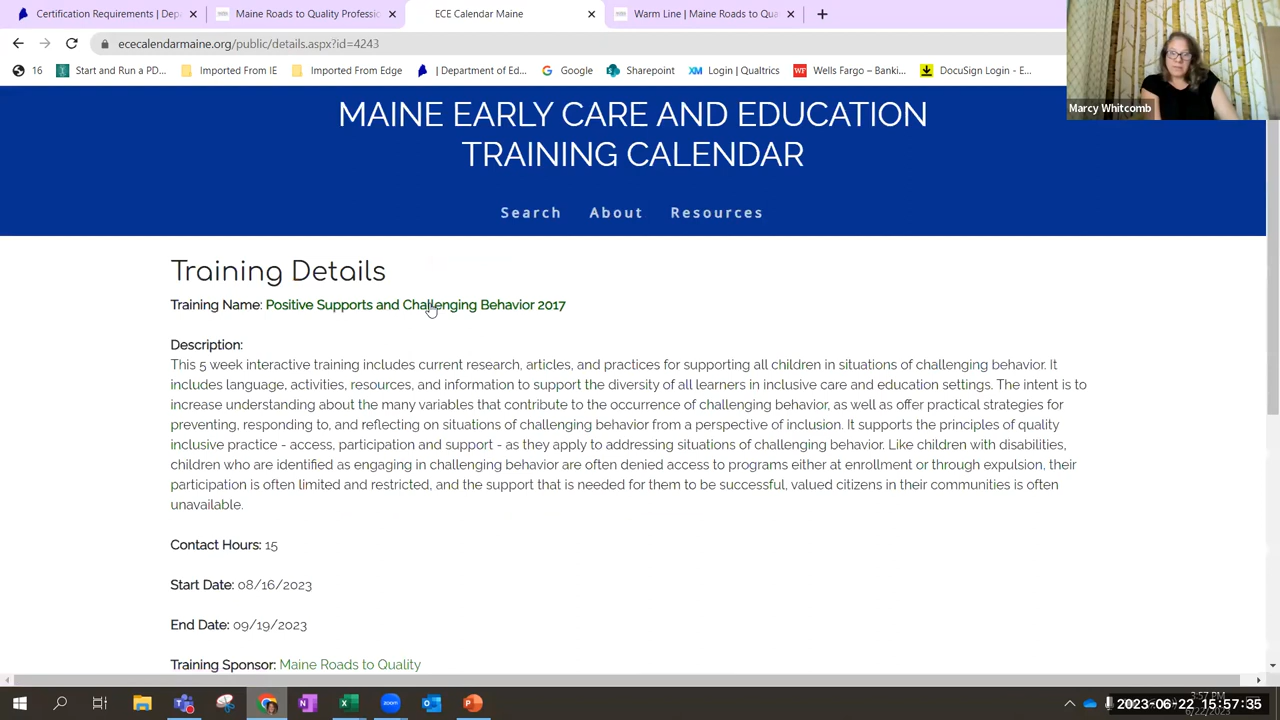 Certification Requirements | Dep
Maine Roads to Quality Professio
ECE Calendar Maine
Warm Line | Maine Roads to Qua
ececalendarmaine.org/public/details.aspx?id=4243
16
Start and Run a PD...
Imported From IE
Imported From Edge
| Department of Ed...
Google
Sharepoint
Login | Qualtrics
Wells Fargo – Banki...
DocuSign Login - E...
Marcy Whitcomb
MAINE EARLY CARE AND EDUCATION
TRAINING CALENDAR
Search About Resources
Training Details
Training Name: Positive Supports and Challenging Behavior 2017
Description:
This 5 week interactive training includes current research, articles, and practices for supporting all children in situations of challenging behavior. It
includes language, activities, resources, and information to support the diversity of all learners in inclusive care and education settings. The intent is to
increase understanding about the many variables that contribute to the occurrence of challenging behavior, as well as offer practical strategies for
preventing, responding to, and reflecting on situations of challenging behavior from a perspective of inclusion. It supports the principles of quality
inclusive practice - access, participation and support - as they apply to addressing situations of challenging behavior. Like children with disabilities,
children who are identified as engaging in challenging behavior are often denied access to programs either at enrollment or through expulsion, their
participation is often limited and restricted, and the support that is needed for them to be successful, valued citizens in their communities is often
unavailable.
Contact Hours: 15
Start Date: 08/16/2023
End Date: 09/19/2023
Training Sponsor: Maine Roads to Quality
3:57 PM
2023-06-22 15:57:35